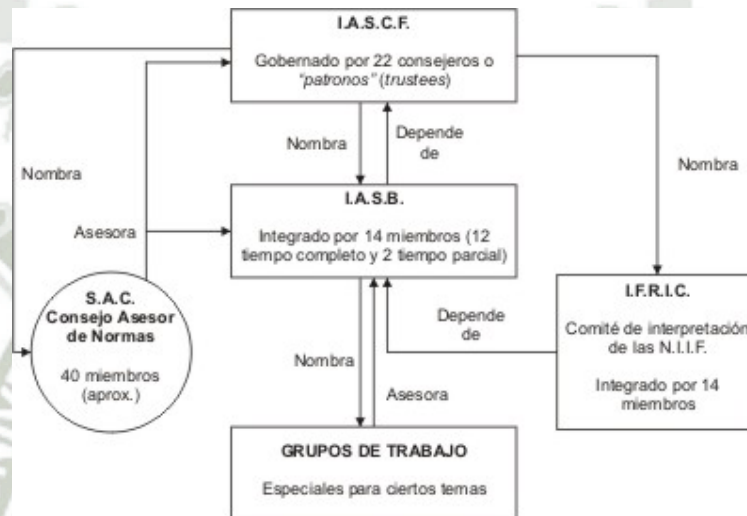 I.A.S.C.F.
Gobernado por 22 consejeros o
"patronos" (trustees)
Nombra
Nombra
Depende
de
Nombra
I.A.S.B.
Asesora
Integrado por 14 miembros (12
tiempo completo y 2 tiempo parcial)
S.A.C.
Consejo Asesor
de Normas
40 miembros
(aprox.)
I.F.R.I.C.
Comité de interpretación
de las N.I.I.F.
Integrado por 14
miembros
Depende
de
Nombra
Asesora
GRUPOS DE TRABAJO
Especiales para ciertos temas